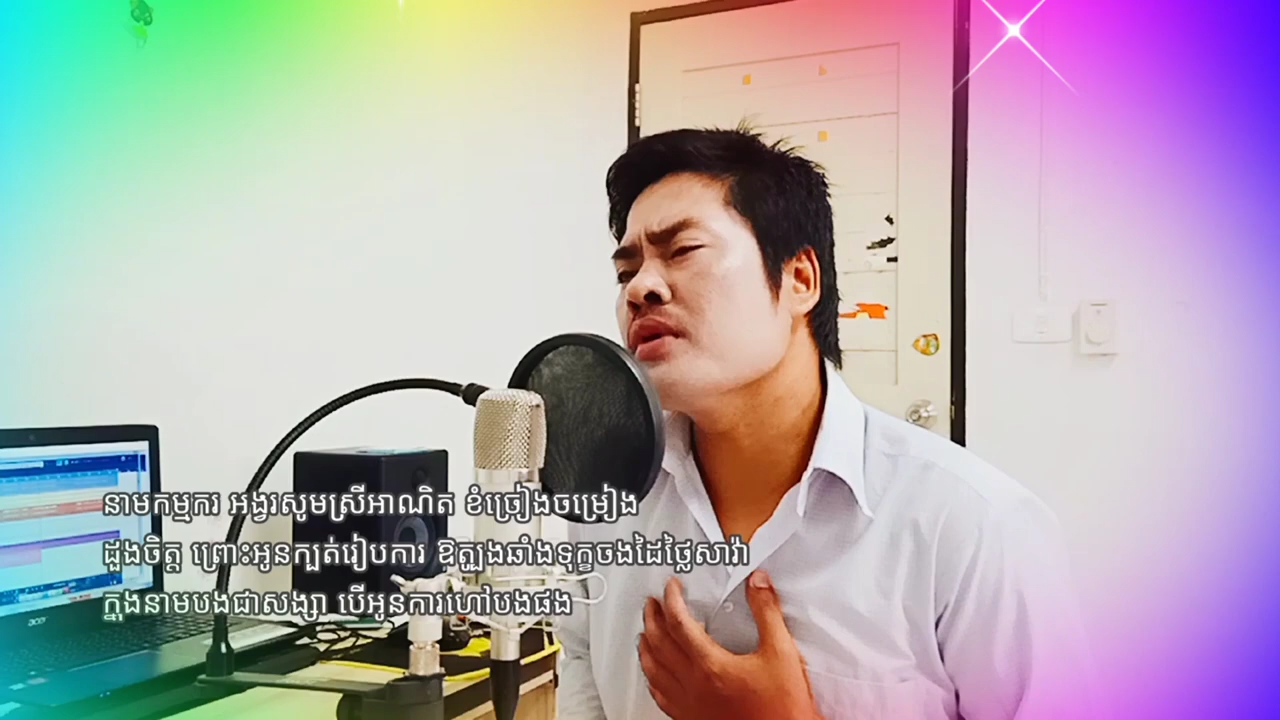 នាមកម្មករ អង្វរសូមស្រីអាណិត ខំច្រៀងចម្រៀង
ដួងចិត្ត ព្រោះអូនក្បត់រៀបការ ឱត្បូងឆាំងទុក្ខចងដៃថ្លៃសាវ៉ា
ក្នុងនាមបងជាសង្សា បើអូនការហៅបងផង
acer